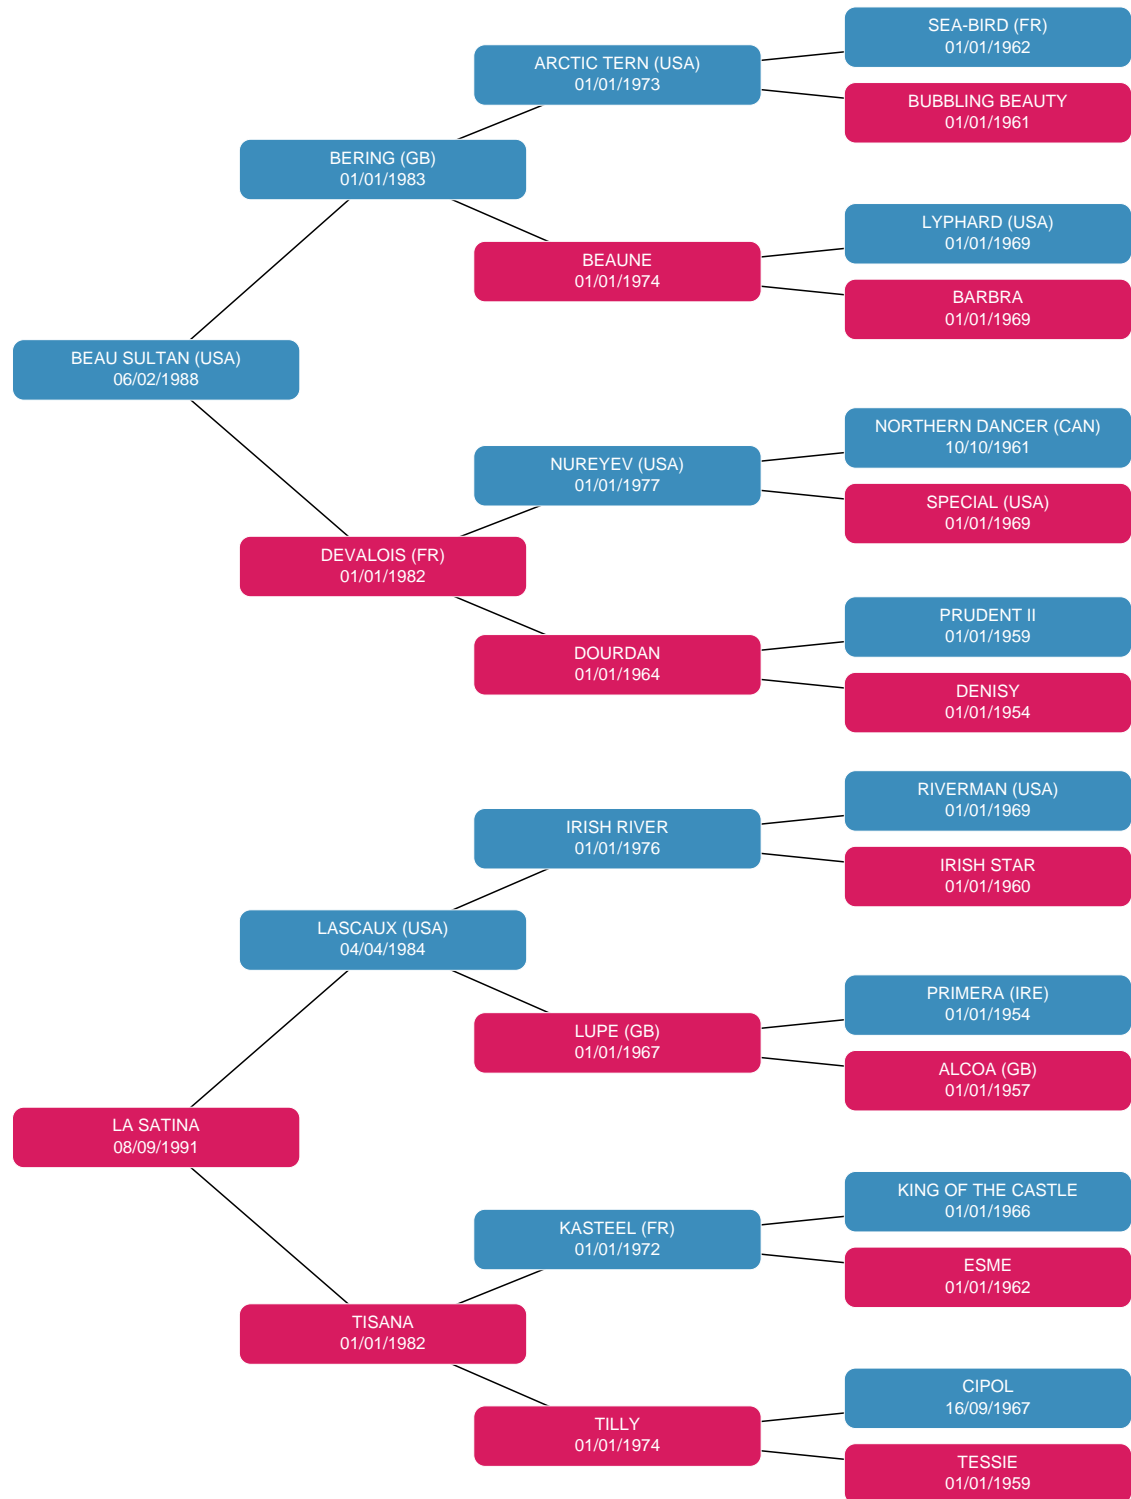 SEA-BIRD (FR)
01/01/1962
ARCTIC TERN (USA)
01/01/1973
BUBBLING BEAUTY
01/01/1961
BERING (GB)
01/01/1983
LYPHARD (USA)
01/01/1969
BEAUNE
01/01/1974
BARBRA
01/01/1969
BEAU SULTAN (USA)
06/02/1988
NORTHERN DANCER (CAN)
10/10/1961
NUREYEV (USA)
01/01/1977
SPECIAL (USA)
01/01/1969
DEVALOIS (FR)
01/01/1982
PRUDENT II
01/01/1959
DOURDAN
01/01/1964
DENISY
01/01/1954
RIVERMAN (USA)
01/01/1969
IRISH RIVER
01/01/1976
IRISH STAR
01/01/1960
LASCAUX (USA)
04/04/1984
PRIMERA (IRE)
01/01/1954
LUPE (GB)
01/01/1967
ALCOA (GB)
01/01/1957
LA SATINA
08/09/1991
KING OF THE CASTLE
01/01/1966
KASTEEL (FR)
01/01/1972
ESME
01/01/1962
TISANA
01/01/1982
CIPOL
16/09/1967
TILLY
01/01/1974
TESSIE
01/01/1959